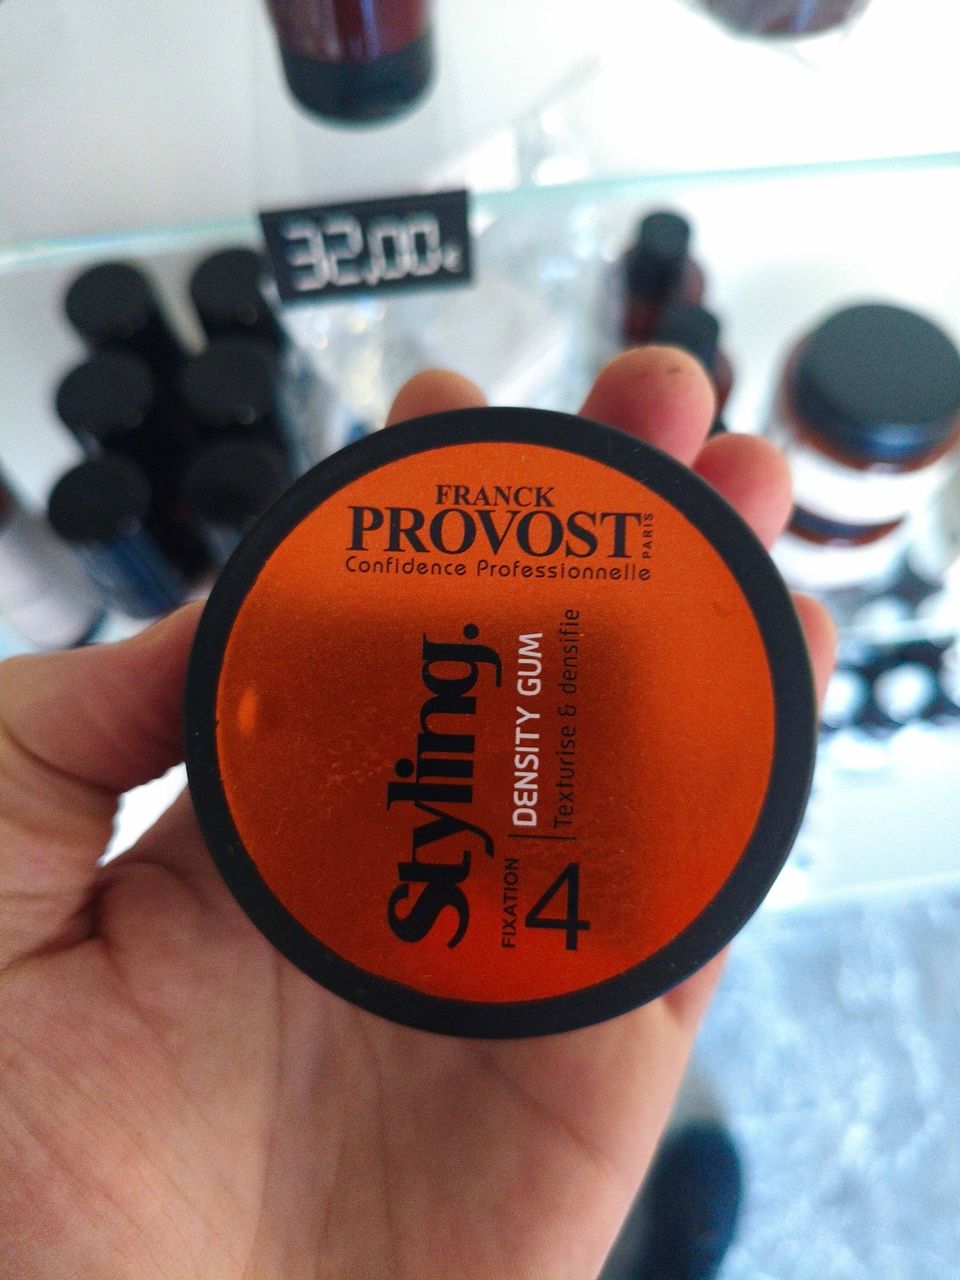 32,00€
FRANCK
PROVOST
PARIS
Confidence Professionnelle
Styling.
DENSITY GUM
Texturise & densifie
FIXATION
4